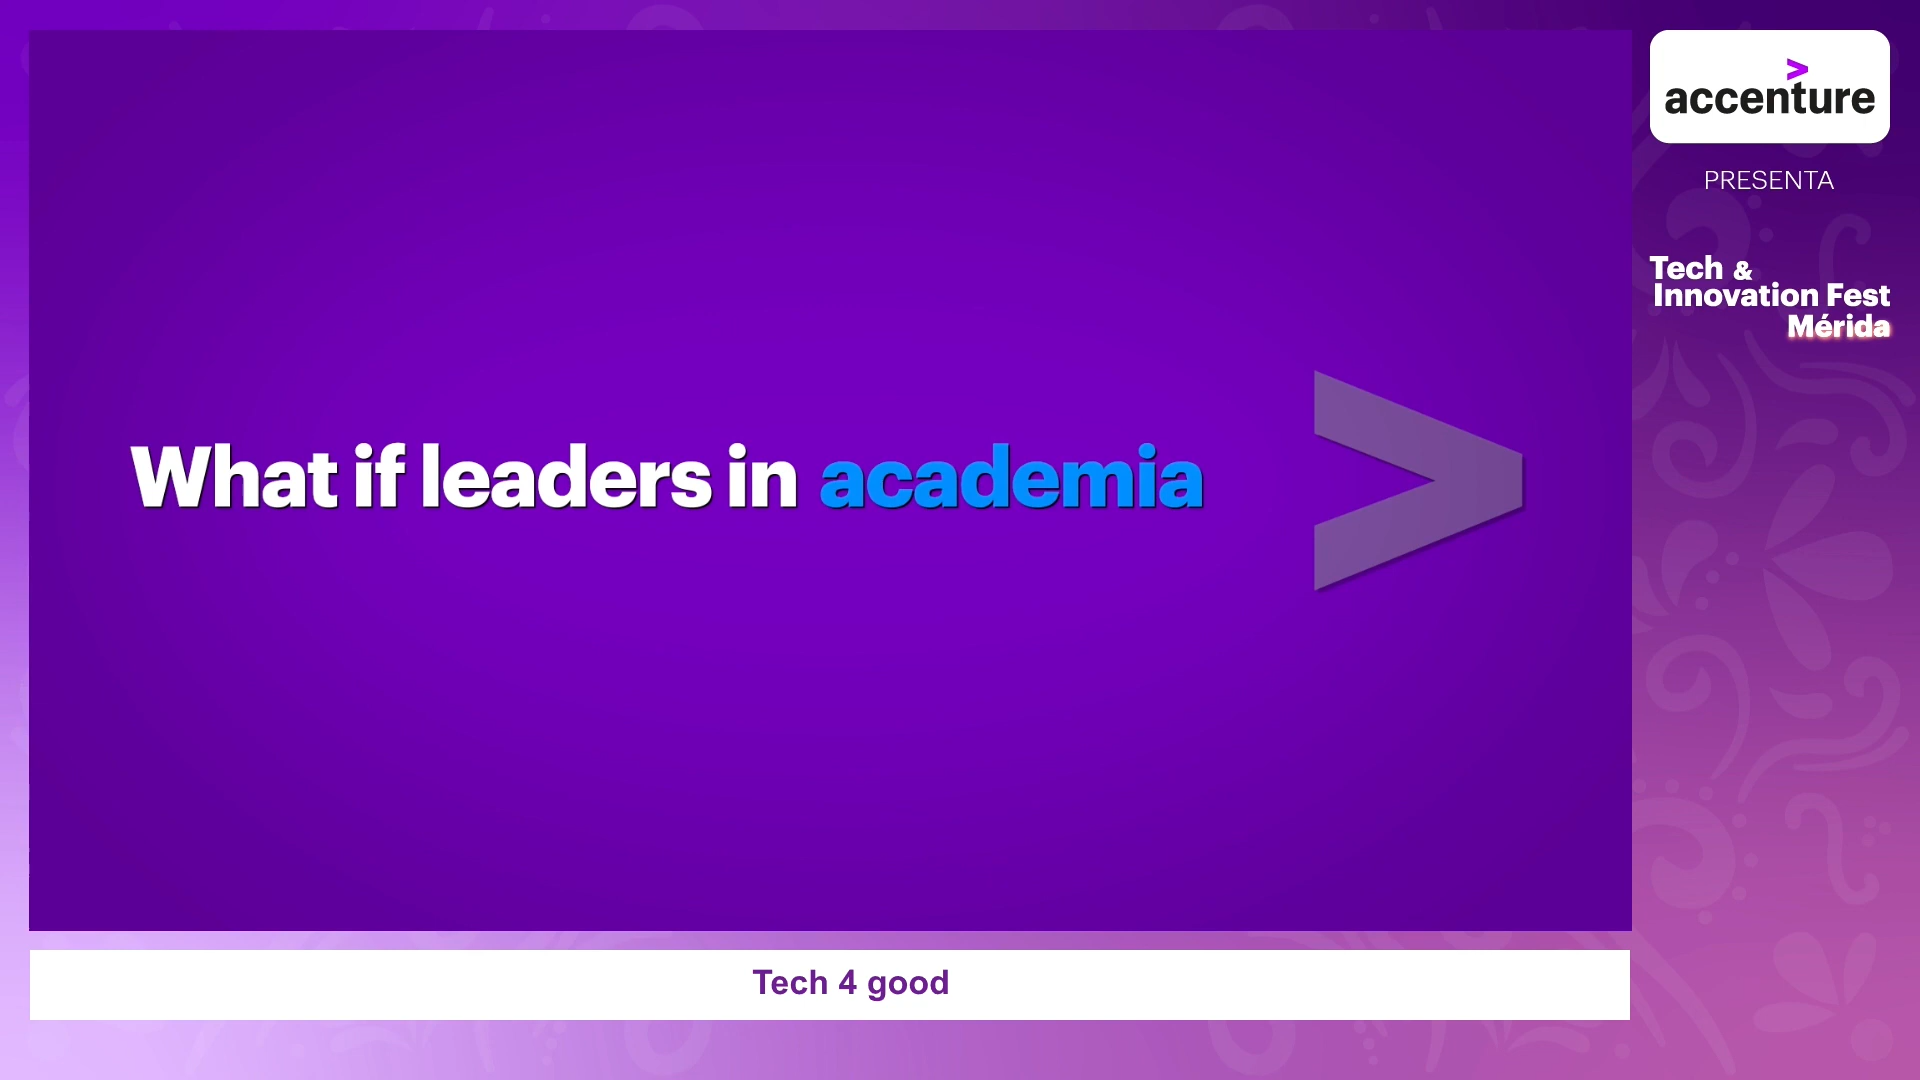 What if leaders in academia
>
accenture
PRESENTA
Tech &
Innovation Fest
Mérida
Tech 4 good